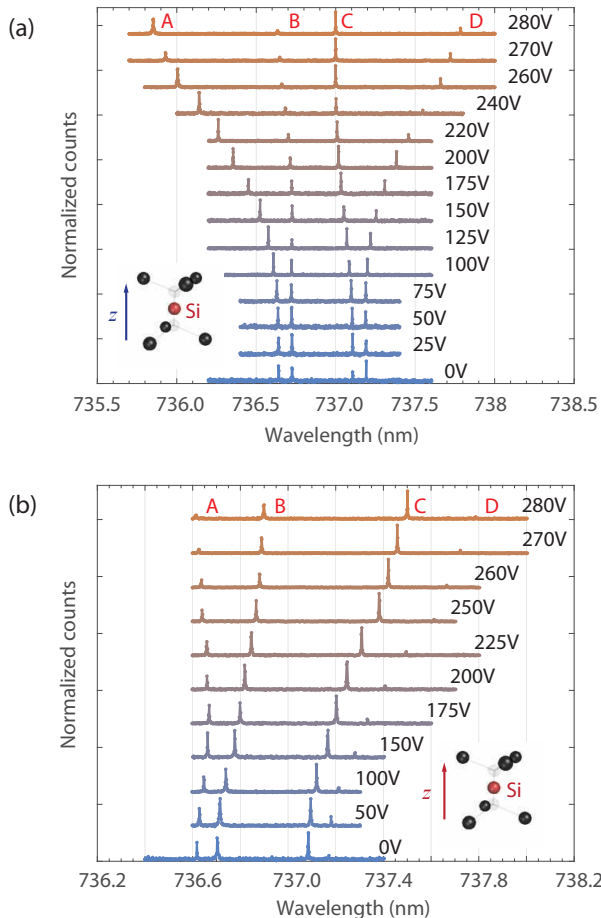 (a)
A B C D
280V
270V
260V
240V
220V
200V
175V
150V
125V
100V
75V
50V
25V
0V
Normalized counts
z
Si
735.5 736.0 736.5 737.0 737.5 738 738.5
Wavelength (nm)
(b)
A B C D
280V
270V
260V
250V
225V
200V
175V
150V
100V
50V
0V
Normalized counts
z
Si
736.2 736.6 737.0 737.4 737.8 738.2
Wavelength (nm)